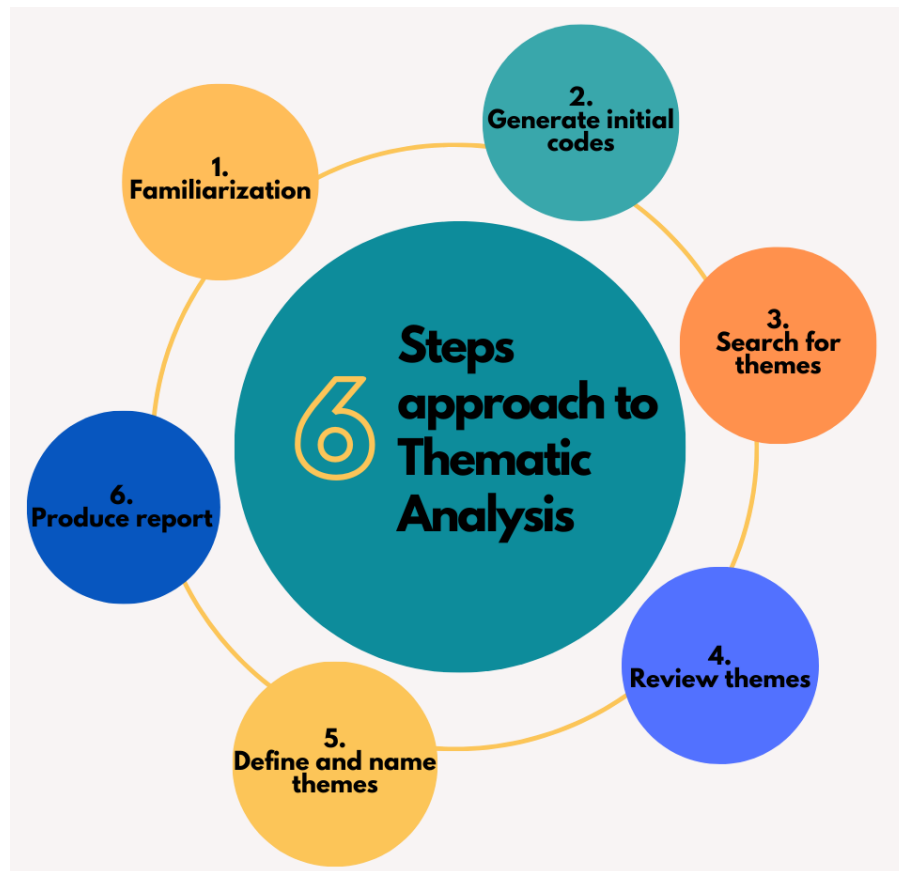 6
Steps
approach to
Thematic
Analysis
1.
Familiarization
2.
Generate initial
codes
3.
Search for
themes
4.
Review themes
5.
Define and name
themes
6.
Produce report